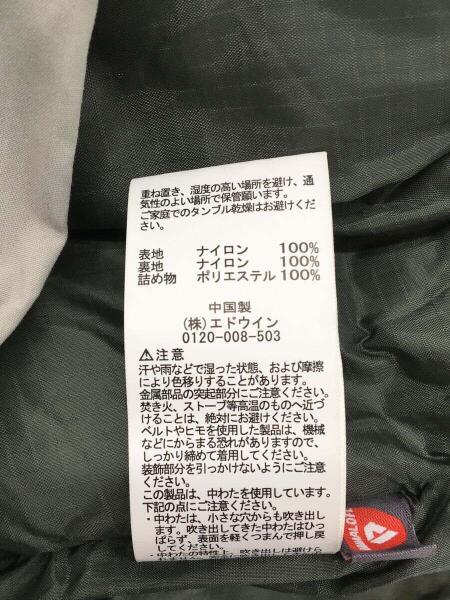 重ね置き、湿度の高い場所を避け、通
気性のよい場所で保管願います。
ご家庭でのタンブル乾燥はお避けくだ
さい。
表地 ナイロン 100%
裏地 ナイロン 100%
詰め物 ポリエステル 100%
中国製
(株)エドウイン
0120-008-503
⚠注意
汗や雨などで湿った状態、および摩擦
により色移りすることがあります。
金属部品の突起部分にご注意ください。
焚き火、ストーブ等高温のものへ近づ
けることは、絶対にお避けください。
ベルトやヒモを使用した製品は、機械
などにからまる恐れがありますので、
しっかり締めて着用してください。
装飾部分を引っかけないようにご注意
ください。
この製品は、中わたを使用しています。
下記の点にご注意ください。
・中わたは、小さな穴からも吹き出し
ます。吹き出してきた中わたはひっ
ぱらず、表面を軽くつまんで押し戻
してください。
・中わたの特性上、吹き出しは避けら